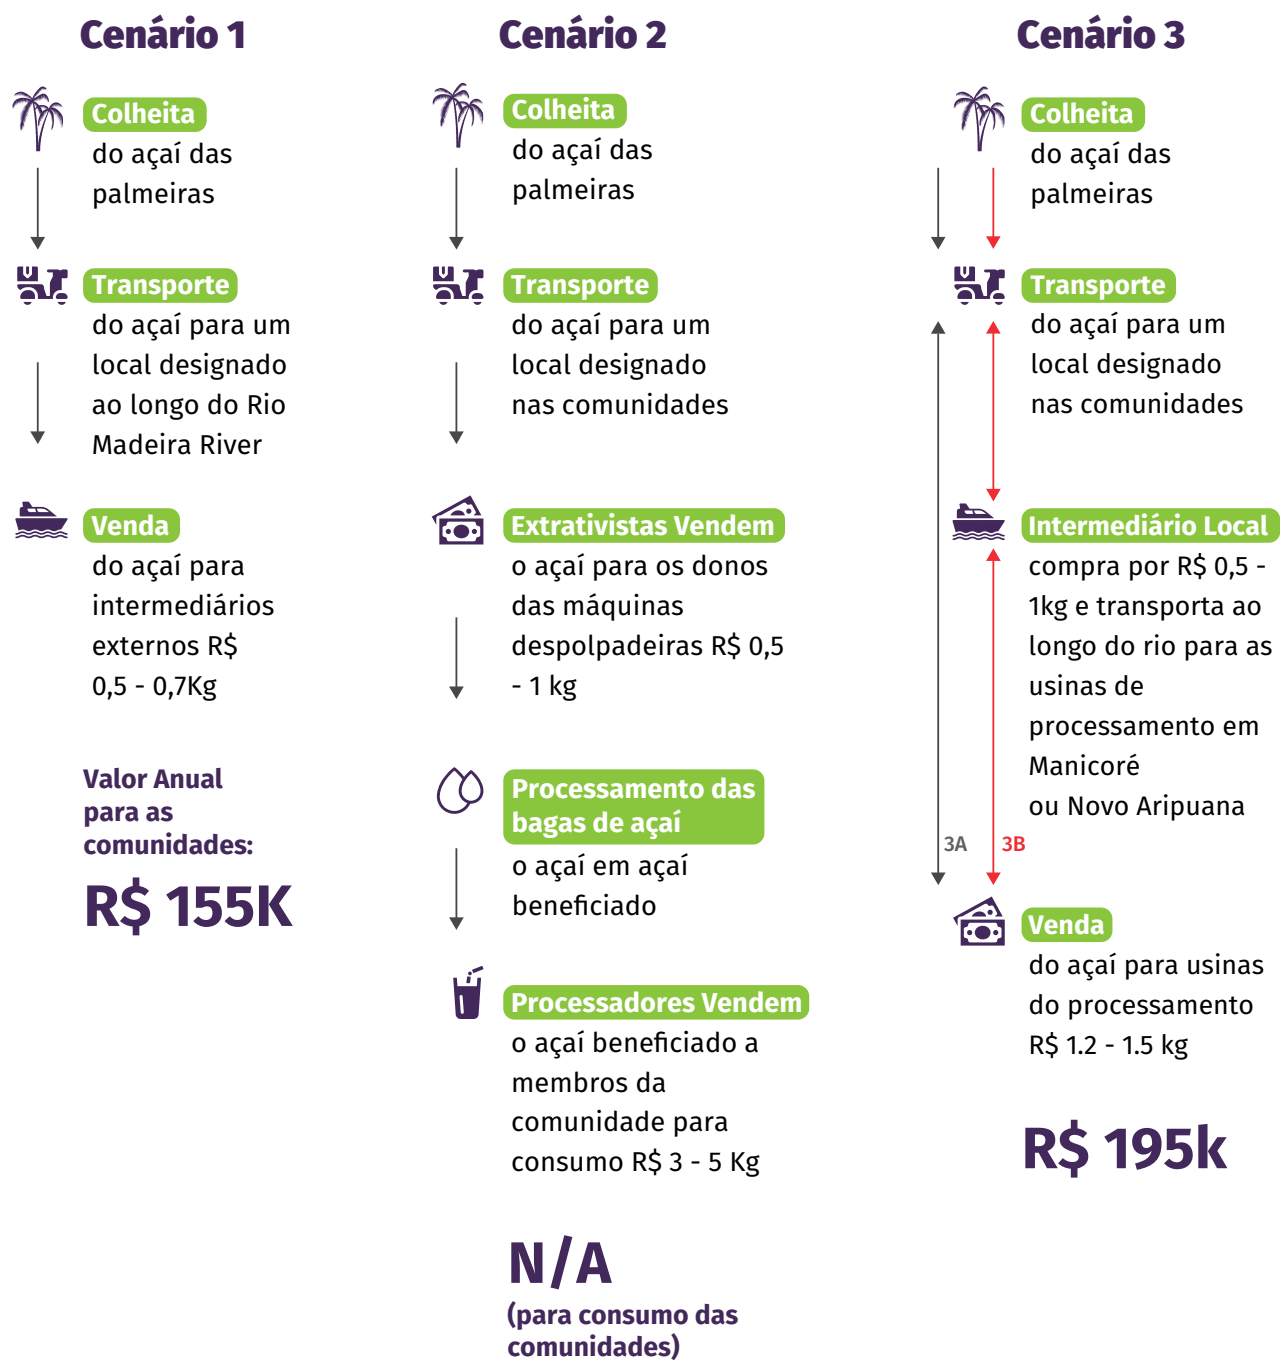 Cenário 1
Colheita
do açaí das
palmeiras
Transporte
do açaí para um
local designado
ao longo do Rio
Madeira River
Venda
do açaí para
intermediários
externos R$
0,5 - 0,7Kg
Valor Anual
para as
comunidades:
R$ 155K
Cenário 2
Colheita
do açaí das
palmeiras
Transporte
do açaí para um
local designado
nas comunidades
Extrativistas Vendem
o açaí para os donos
das máquinas
despolpadeiras R$ 0,5
- 1 kg
Processamento das
bagas de açaí
o açaí em açaí
beneficiado
Processadores Vendem
o açaí beneficiado a
membros da
comunidade para
consumo R$ 3 - 5 Kg
N/A
(para consumo das
comunidades)
Cenário 3
Colheita
do açaí das
palmeiras
Transporte
do açaí para um
local designado
nas comunidades
Intermediário Local
compra por R$ 0,5 -
1kg e transporta ao
longo do rio para as
usinas de
processamento em
Manicoré
ou Novo Aripuana
3A
3B
Venda
do açaí para usinas
do processamento
R$ 1.2 - 1.5 kg
R$ 195k